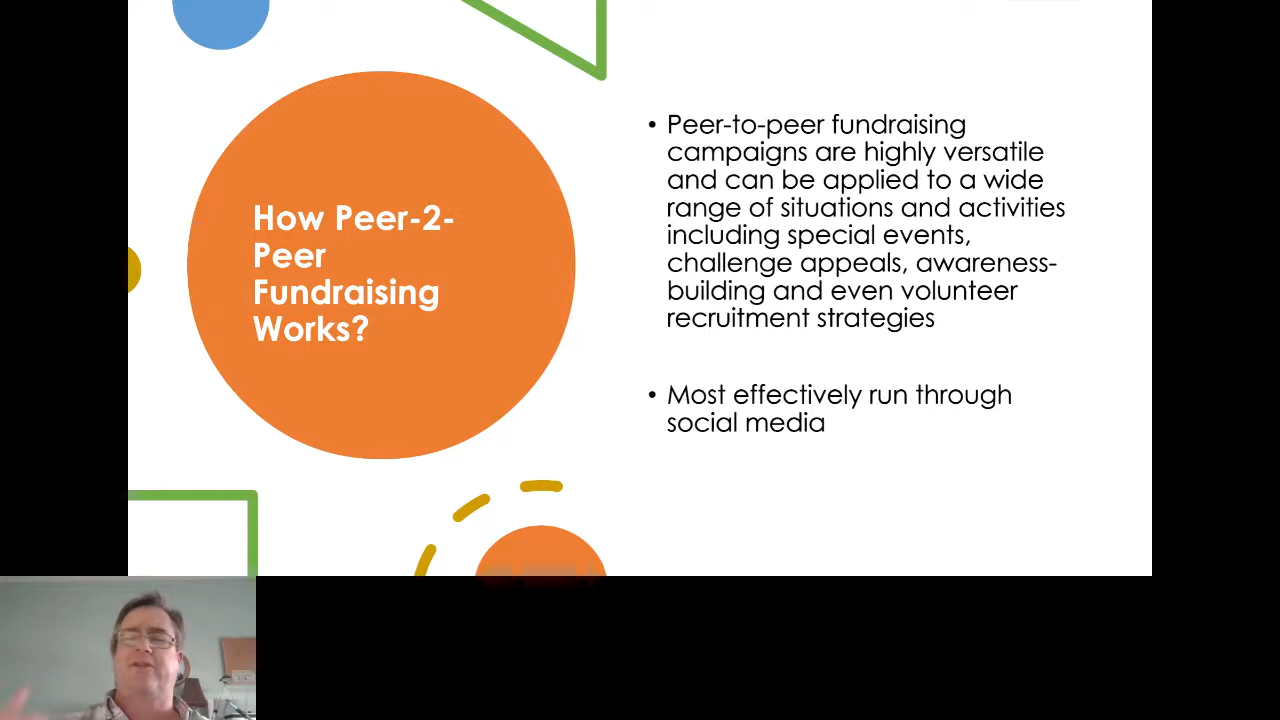 How Peer-2-
Peer
Fundraising
Works?
• Peer-to-peer fundraising
campaigns are highly versatile
and can be applied to a wide
range of situations and activities
including special events,
challenge appeals, awareness-
building and even volunteer
recruitment strategies
• Most effectively run through
social media